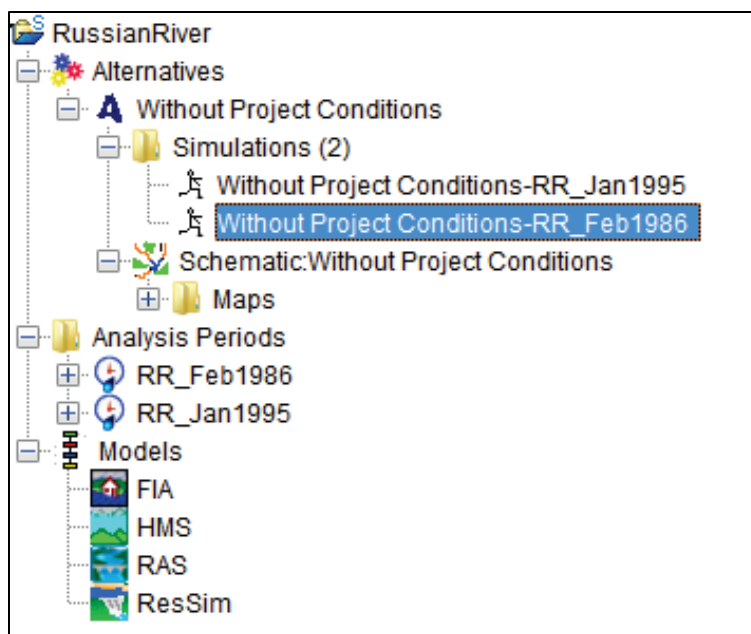 RussianRiver
Alternatives
Without Project Conditions
Simulations (2)
Without Project Conditions-RR_Jan1995
Without Project Conditions-RR_Feb1986
Schematic:Without Project Conditions
Maps
Analysis Periods
RR_Feb1986
RR_Jan1995
Models
FIA
HMS
RAS
ResSim